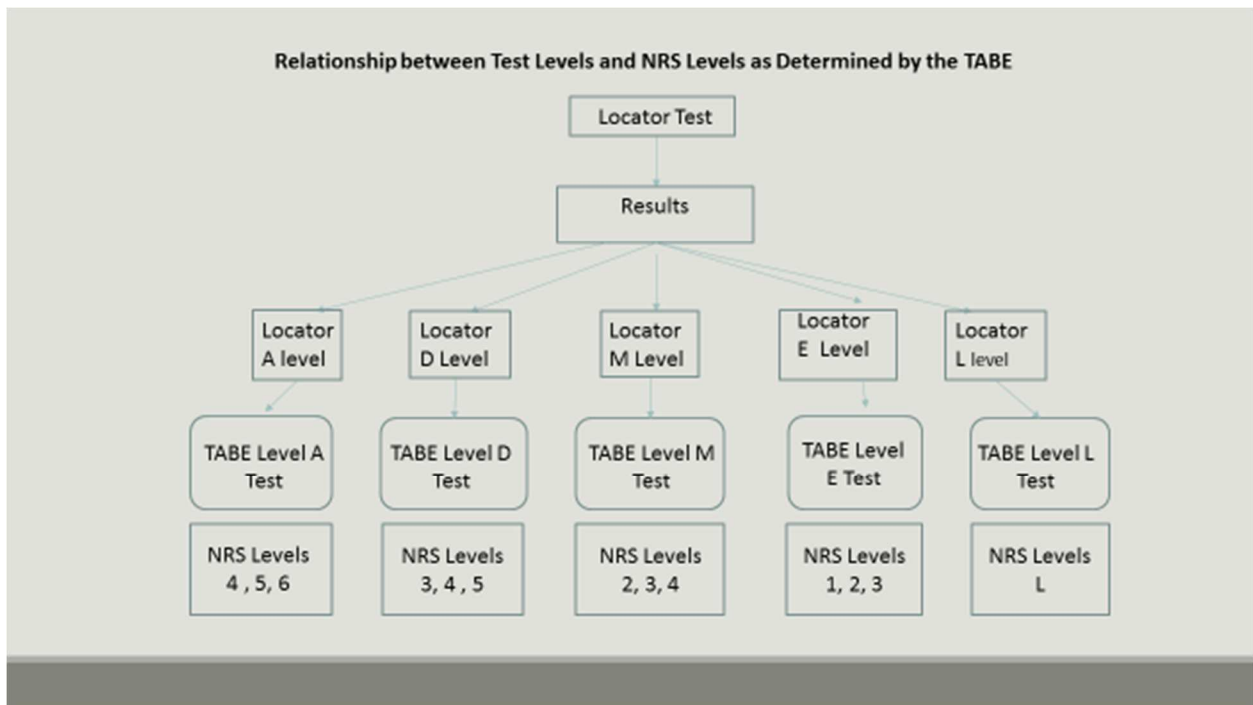 Relationship between Test Levels and NRS Levels as Determined by the TABE
Locator Test
Results
Locator
A level
Locator
D Level
Locator
M Level
Locator
E Level
Locator
L level
TABE Level A
Test
TABE Level D
Test
TABE Level M
Test
TABE Level
E Test
TABE Level L
Test
NRS Levels
4 , 5, 6
NRS Levels
3, 4 , 5
NRS Levels
2, 3, 4
NRS Levels
1, 2, 3
NRS Levels
L